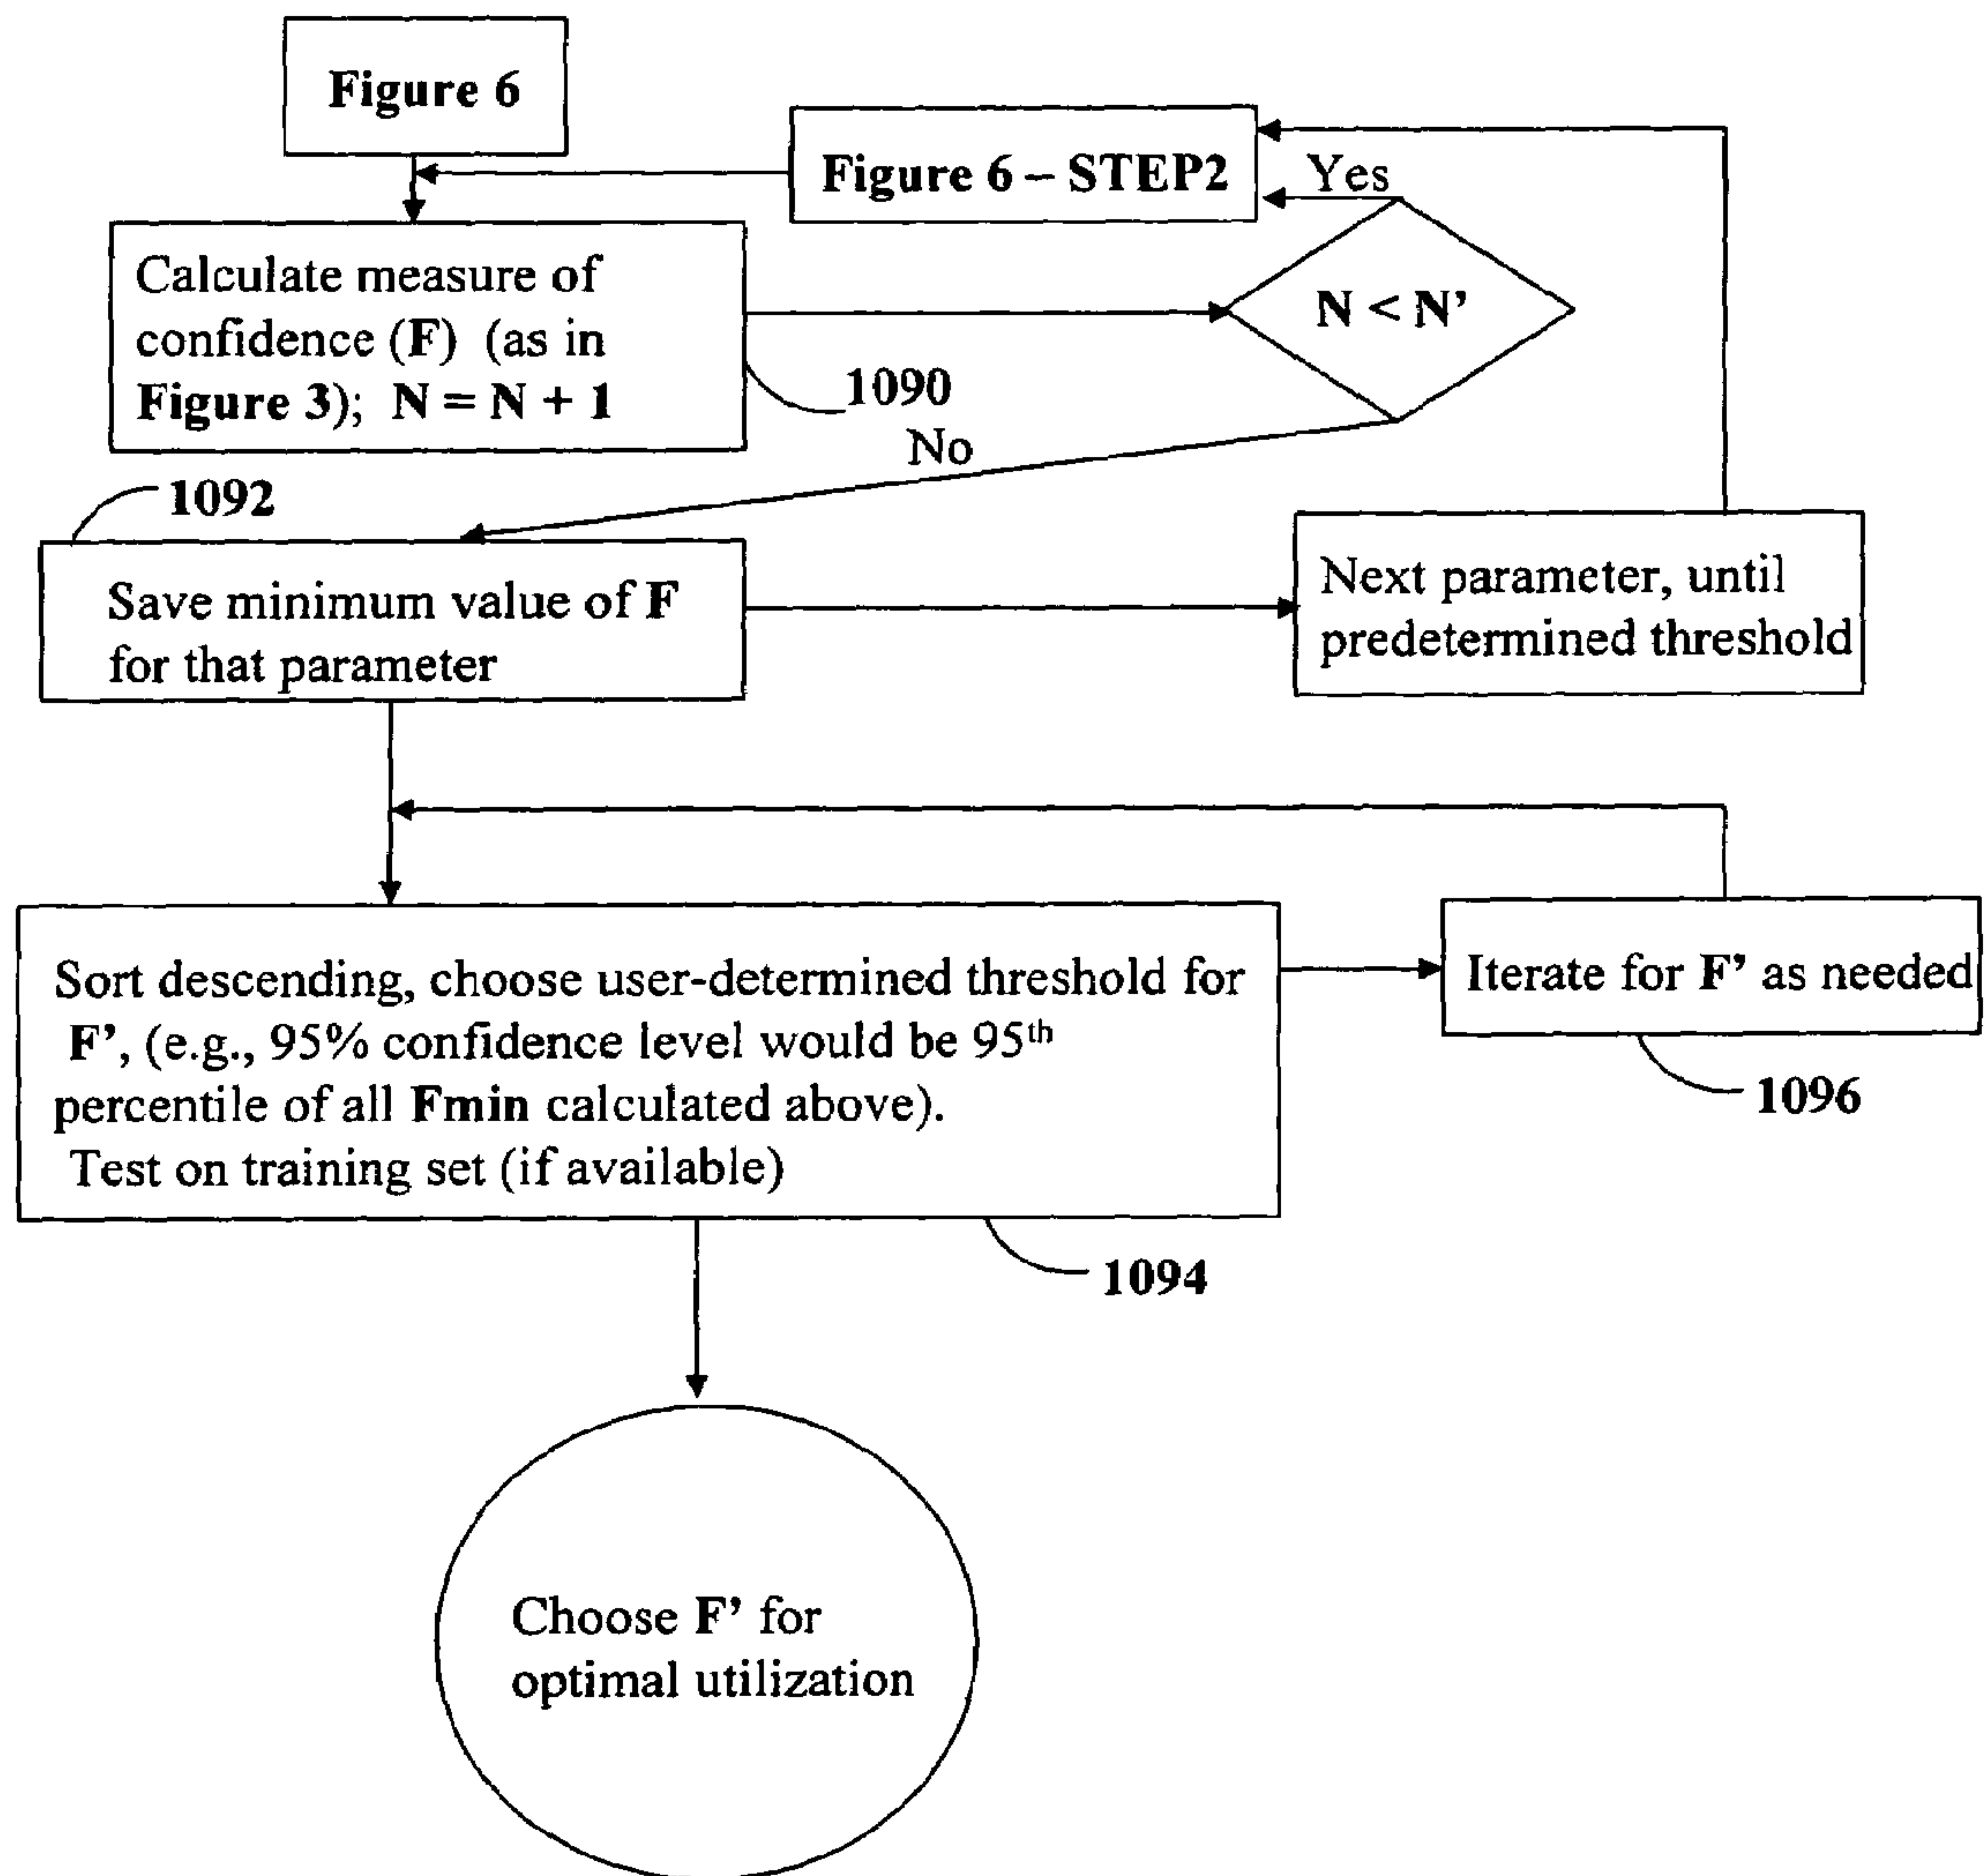 Figure 6
Figure 6 – STEP2
Yes
Calculate measure of
confidence (F) (as in
Figure 3); N = N + 1
N < N’
1090
No
1092
Save minimum value of F
for that parameter
Next parameter, until
predetermined threshold
Sort descending, choose user-determined threshold for
F’, (e.g., 95% confidence level would be 95th
percentile of all Fmin calculated above).
Test on training set (if available)
Iterate for F’ as needed
1096
1094
Choose F’ for
optimal utilization